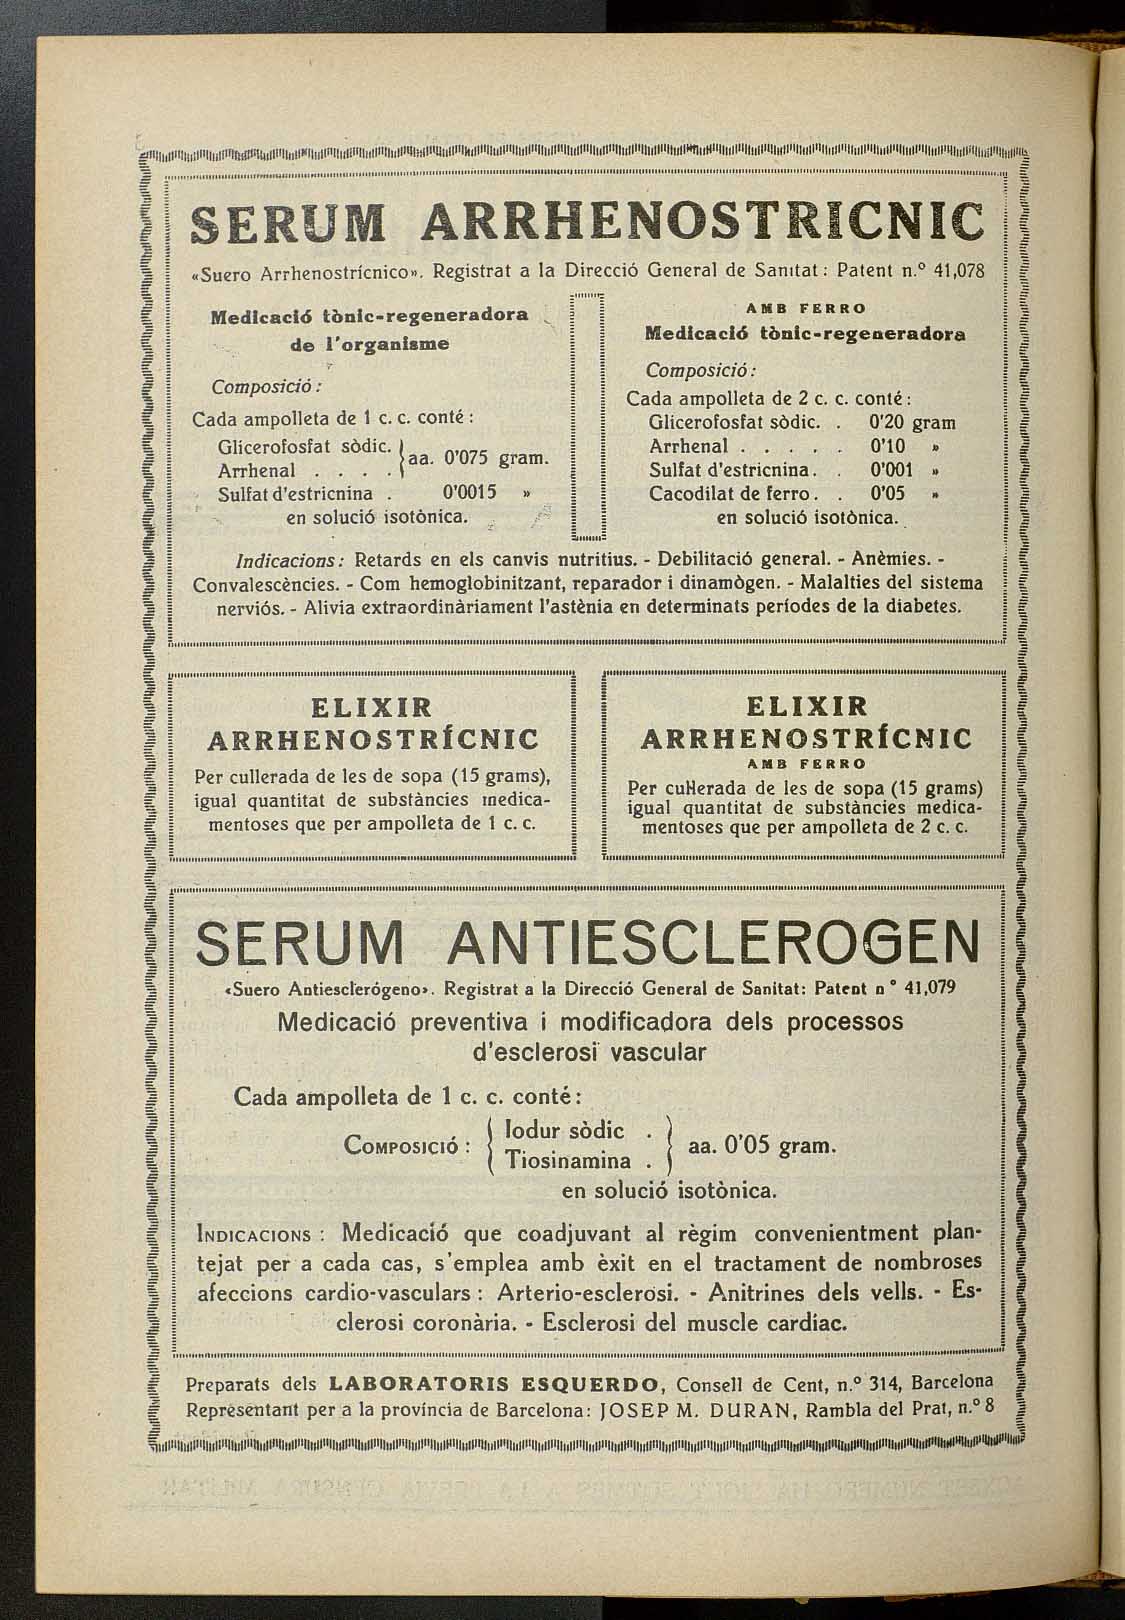 SERUM ARRHENOSTRICNIC
«Suero Arrhenostrícnico». Registrat a la Direcció General de Sanitat: Patent n.º 41,078
Medicació tònic-regeneradora
de l'organisme
Composició:
Cada ampolleta de 1 c. c. conté:
Glicerofosfat sòdic. } aa. 0'075 gram.
Arrhenal . . . .
Sulfat d'estricnina . 0'0015 »
en solució isotònica.
AMB FERRO
Medicació tònic-regeneradora
Composició:
Cada ampolleta de 2 c. c. conté:
Glicerofosfat sòdic. . 0'20 gram
Arrhenal . . . . . 0'10 »
Sulfat d'estricnina. . 0'001 »
Cacodilat de ferro. . 0'05 »
en solució isotònica.
Indicacions: Retards en els canvis nutritius. - Debilitació general. - Anèmies. -
Convalescències. - Com hemoglobinitzant, reparador i dinamògen. - Malalties del sistema
nerviós. - Alivia extraordinàriament l'astènia en determinats períodes de la diabetes.
ELIXIR
ARRHENOSTRÍCNIC
Per cullerada de les de sopa (15 grams),
igual quantitat de substàncies medica-
mentoses que per ampolleta de 1 c. c.
ELIXIR
ARRHENOSTRÍCNIC
AMB FERRO
Per cullerada de les de sopa (15 grams)
igual quantitat de substàncies medica-
mentoses que per ampolleta de 2 c. c.
SERUM ANTIESCLEROGEN
«Suero Antiesclerógeno». Registrat a la Direcció General de Sanitat: Patent n º 41,079
Medicació preventiva i modificadora dels processos
d'esclerosi vascular
Cada ampolleta de 1 c. c. conté:
COMPOSICIÓ: { Iodur sòdic . } aa. 0'05 gram.
Tiosinamina .
en solució isotònica.
INDICACIONS: Medicació que coadjuvant al règim convenientment plan-
tejat per a cada cas, s'emplea amb èxit en el tractament de nombroses
afeccions cardio-vasculars: Arterio-esclerosi. - Anitrines dels vells. - Es-
clerosi coronària. - Esclerosi del muscle cardíac.
Preparats dels LABORATORIS ESQUERDO, Consell de Cent, n.º 314, Barcelona
Representant per a la província de Barcelona: JOSEP M. DURAN, Rambla del Prat, n.º 8